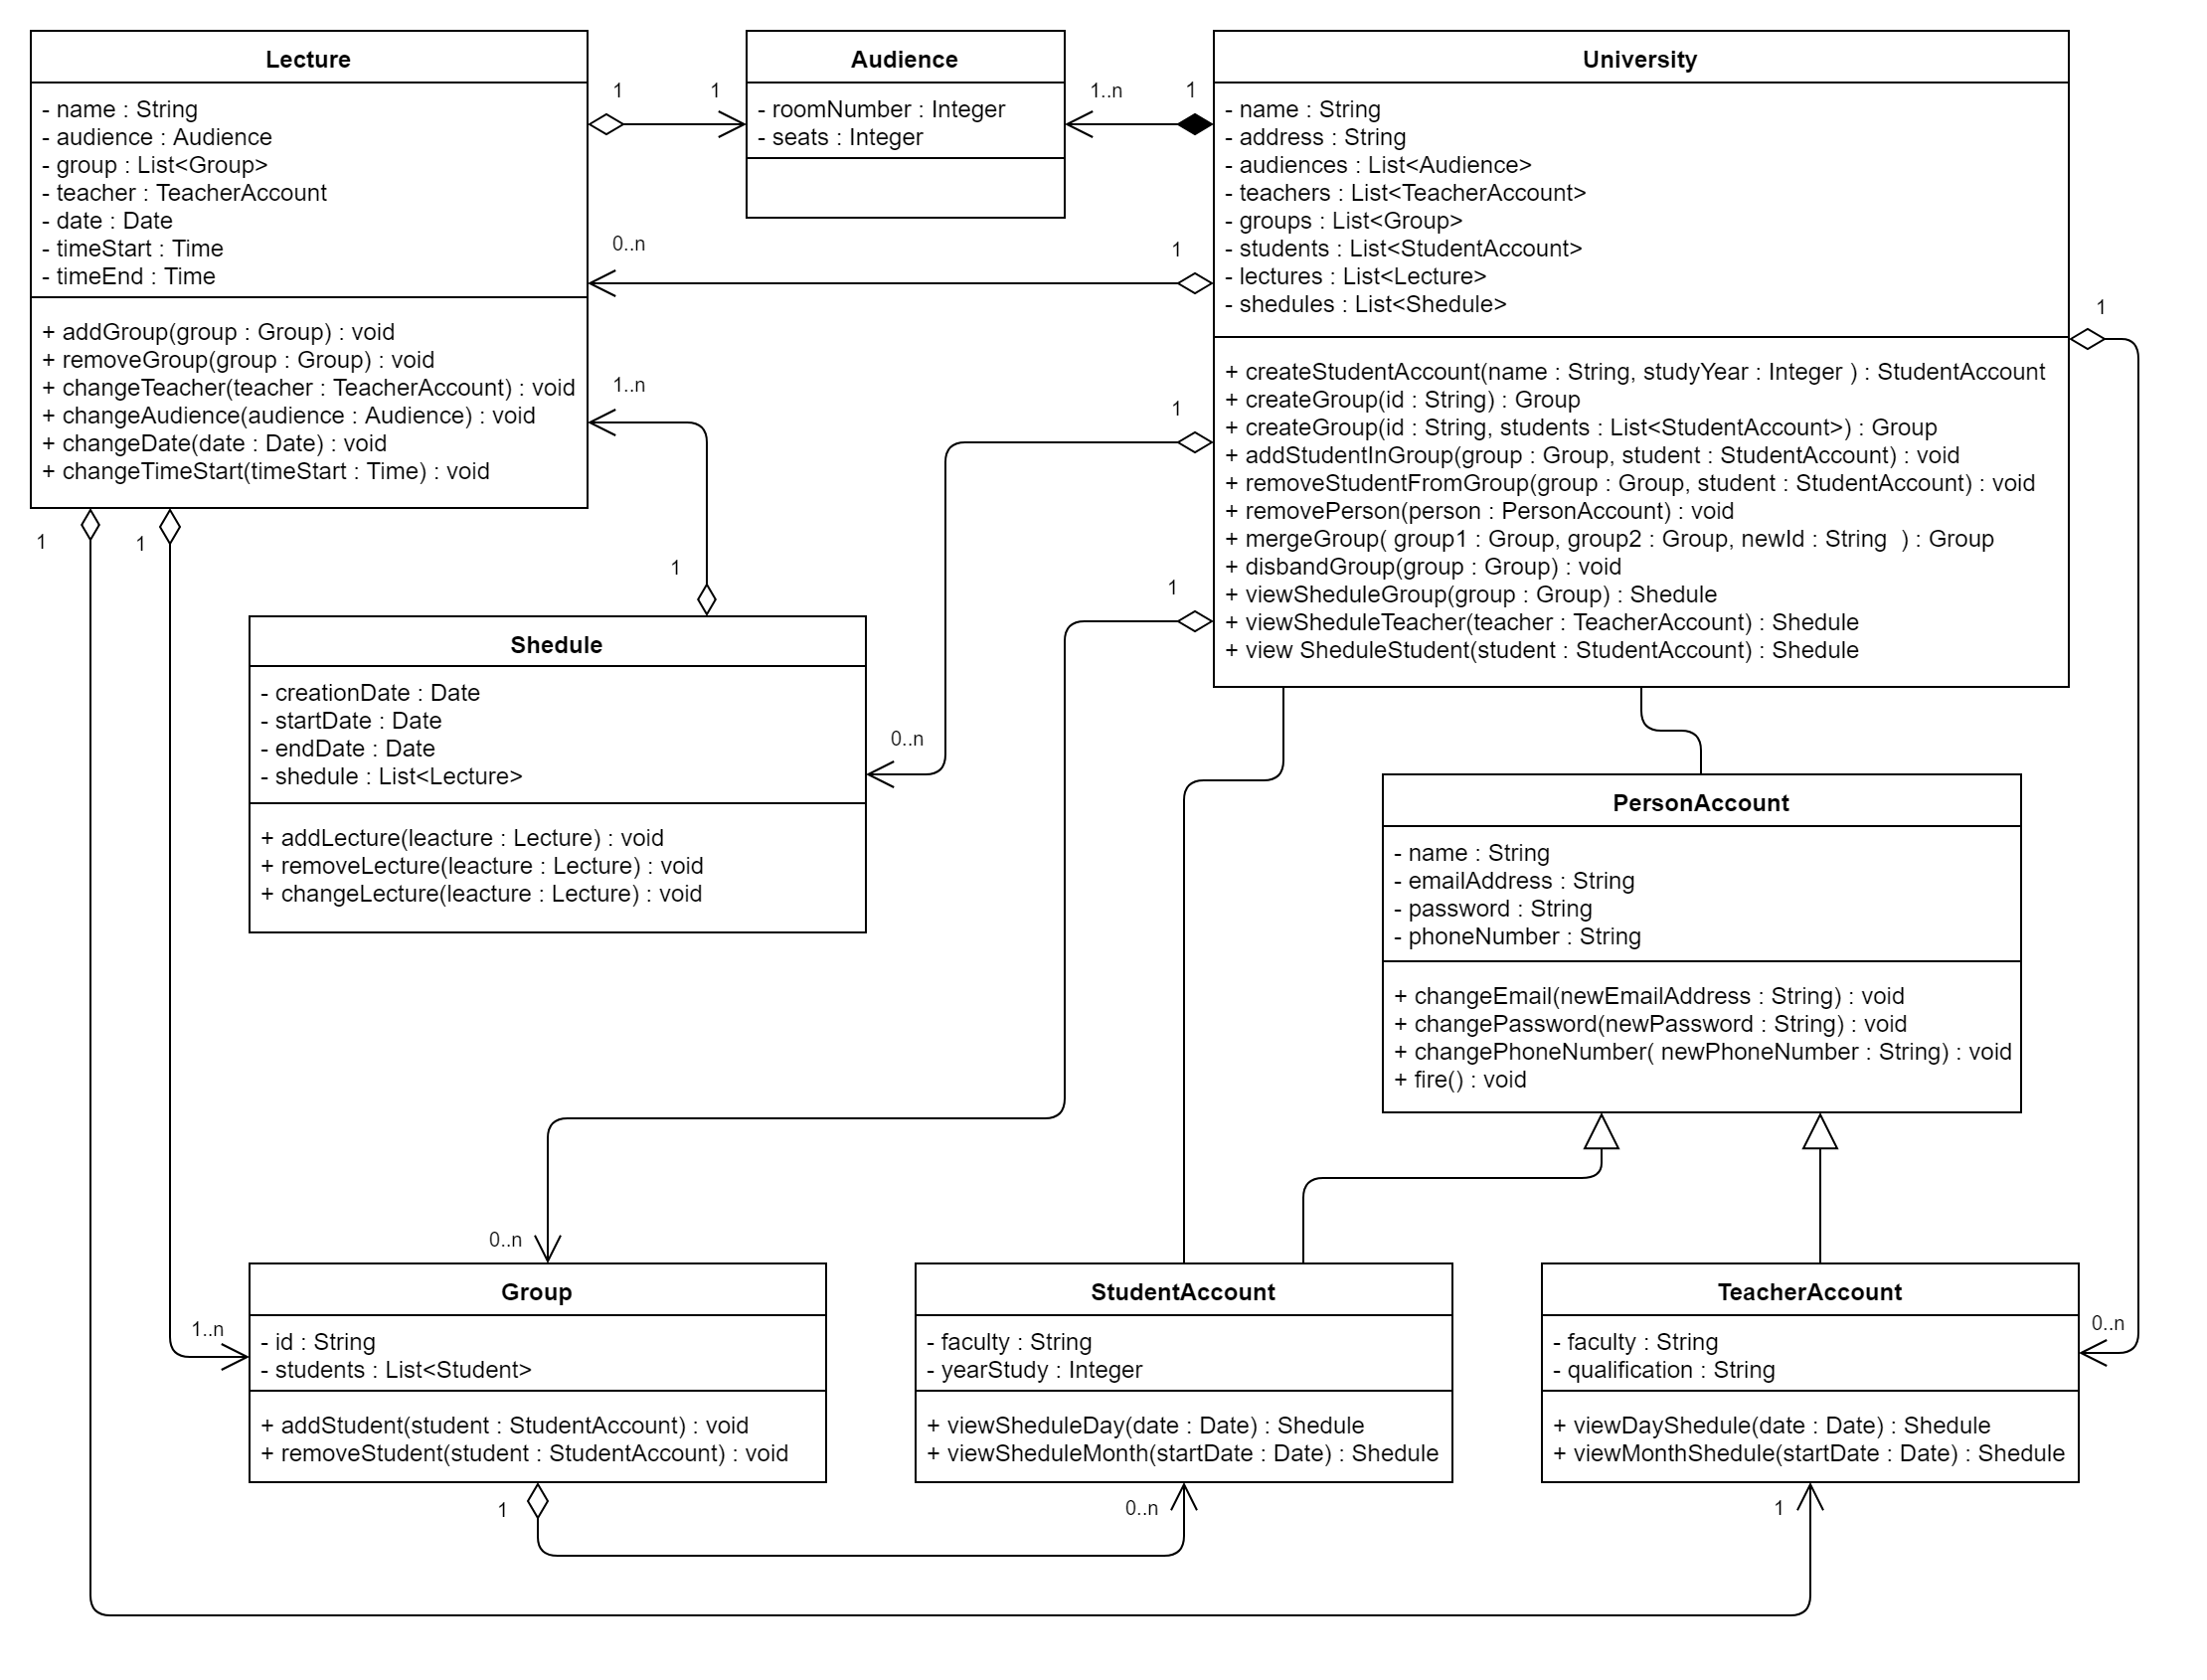 Lecture
- name : String
- audience : Audience
- group : List<Group>
- teacher : TeacherAccount
- date : Date
- timeStart : Time
- timeEnd : Time
+ addGroup(group : Group) : void
+ removeGroup(group : Group) : void
+ changeTeacher(teacher : TeacherAccount) : void
+ changeAudience(audience : Audience) : void
+ changeDate(date : Date) : void
+ changeTimeStart(timeStart : Time) : void
1
1
Audience
- roomNumber : Integer
- seats : Integer
1..n
1
University
- name : String
- address : String
- audiences : List<Audience>
- teachers : List<TeacherAccount>
- groups : List<Group>
- students : List<StudentAccount>
- lectures : List<Lecture>
- shedules : List<Shedule>
+ createStudentAccount(name : String, studyYear : Integer ) : StudentAccount
+ createGroup(id : String) : Group
+ createGroup(id : String, students : List<StudentAccount>) : Group
+ addStudentInGroup(group : Group, student : StudentAccount) : void
+ removeStudentFromGroup(group : Group, student : StudentAccount) : void
+ removePerson(person : PersonAccount) : void
+ mergeGroup( group1 : Group, group2 : Group, newId : String  ) : Group
+ disbandGroup(group : Group) : void
+ viewSheduleGroup(group : Group) : Shedule
+ viewSheduleTeacher(teacher : TeacherAccount) : Shedule
+ view SheduleStudent(student : StudentAccount) : Shedule
0..n
1
1
1..n
1
1
1
1
1
Shedule
- creationDate : Date
- startDate : Date
- endDate : Date
- shedule : List<Lecture>
+ addLecture(leacture : Lecture) : void
+ removeLecture(leacture : Lecture) : void
+ changeLecture(leacture : Lecture) : void
0..n
PersonAccount
- name : String
- emailAddress : String
- password : String
- phoneNumber : String
+ changeEmail(newEmailAddress : String) : void
+ changePassword(newPassword : String) : void
+ changePhoneNumber( newPhoneNumber : String) : void
+ fire() : void
0..n
1..n
Group
- id : String
- students : List<Student>
+ addStudent(student : StudentAccount) : void
+ removeStudent(student : StudentAccount) : void
StudentAccount
- faculty : String
- yearStudy : Integer
+ viewSheduleDay(date : Date) : Shedule
+ viewSheduleMonth(startDate : Date) : Shedule
TeacherAccount
- faculty : String
- qualification : String
+ viewDayShedule(date : Date) : Shedule
+ viewMonthShedule(startDate : Date) : Shedule
0..n
1
0..n
1